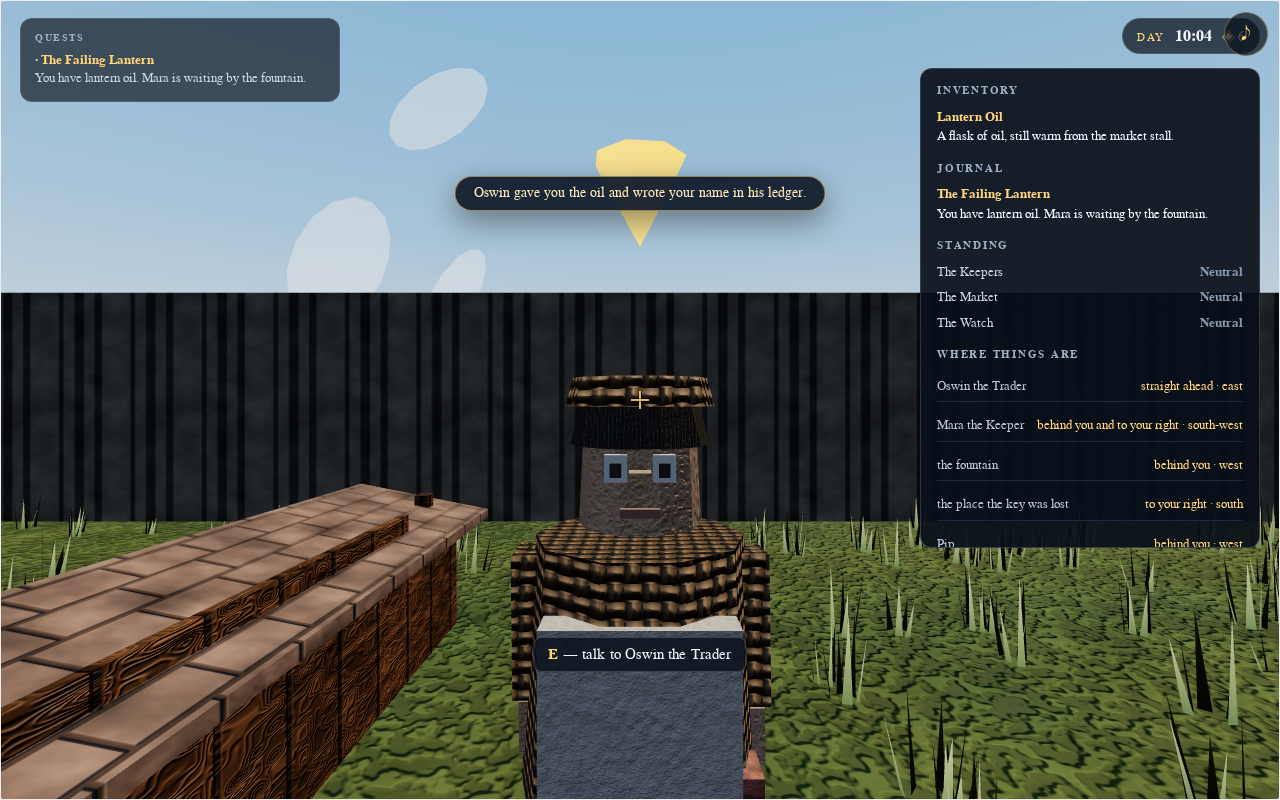 QUESTS
· The Failing Lantern
You have lantern oil. Mara is waiting by the fountain.
DAY 10:04
Oswin gave you the oil and wrote your name in his ledger.
INVENTORY
Lantern Oil
A flask of oil, still warm from the market stall.
JOURNAL
The Failing Lantern
You have lantern oil. Mara is waiting by the fountain.
STANDING
The Keepers Neutral
The Market Neutral
The Watch Neutral
WHERE THINGS ARE
Oswin the Trader straight ahead · east
Mara the Keeper behind you and to your right · south-west
the fountain behind you · west
the place the key was lost to your right · south
Pip behind you · west
E — talk to Oswin the Trader